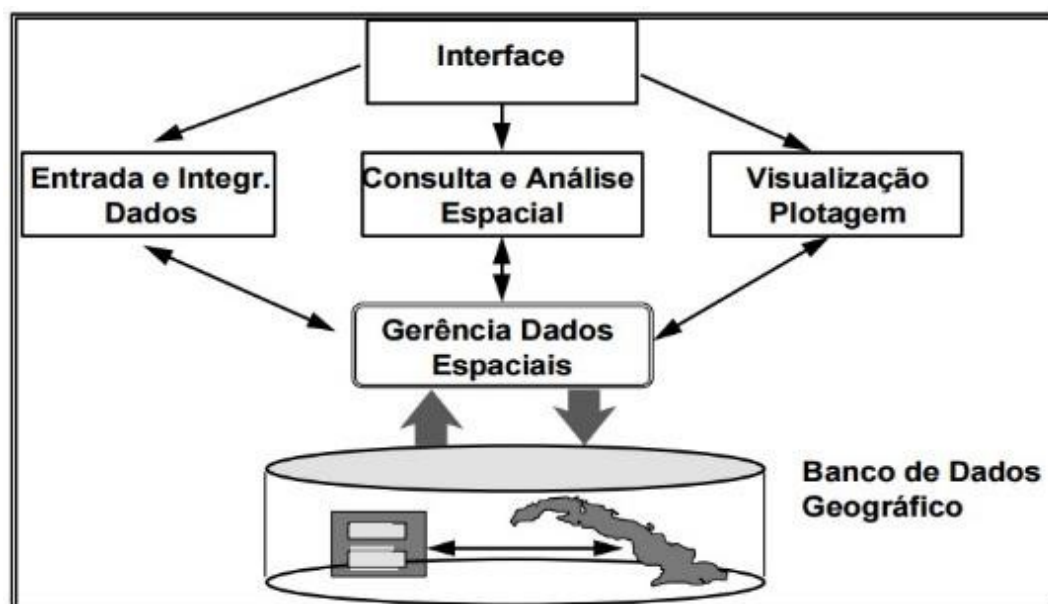 Interface
Entrada e Integr.
Dados
Consulta e Análise
Espacial
Visualização
Plotagem
Gerência Dados
Espaciais
Banco de Dados
Geográfico